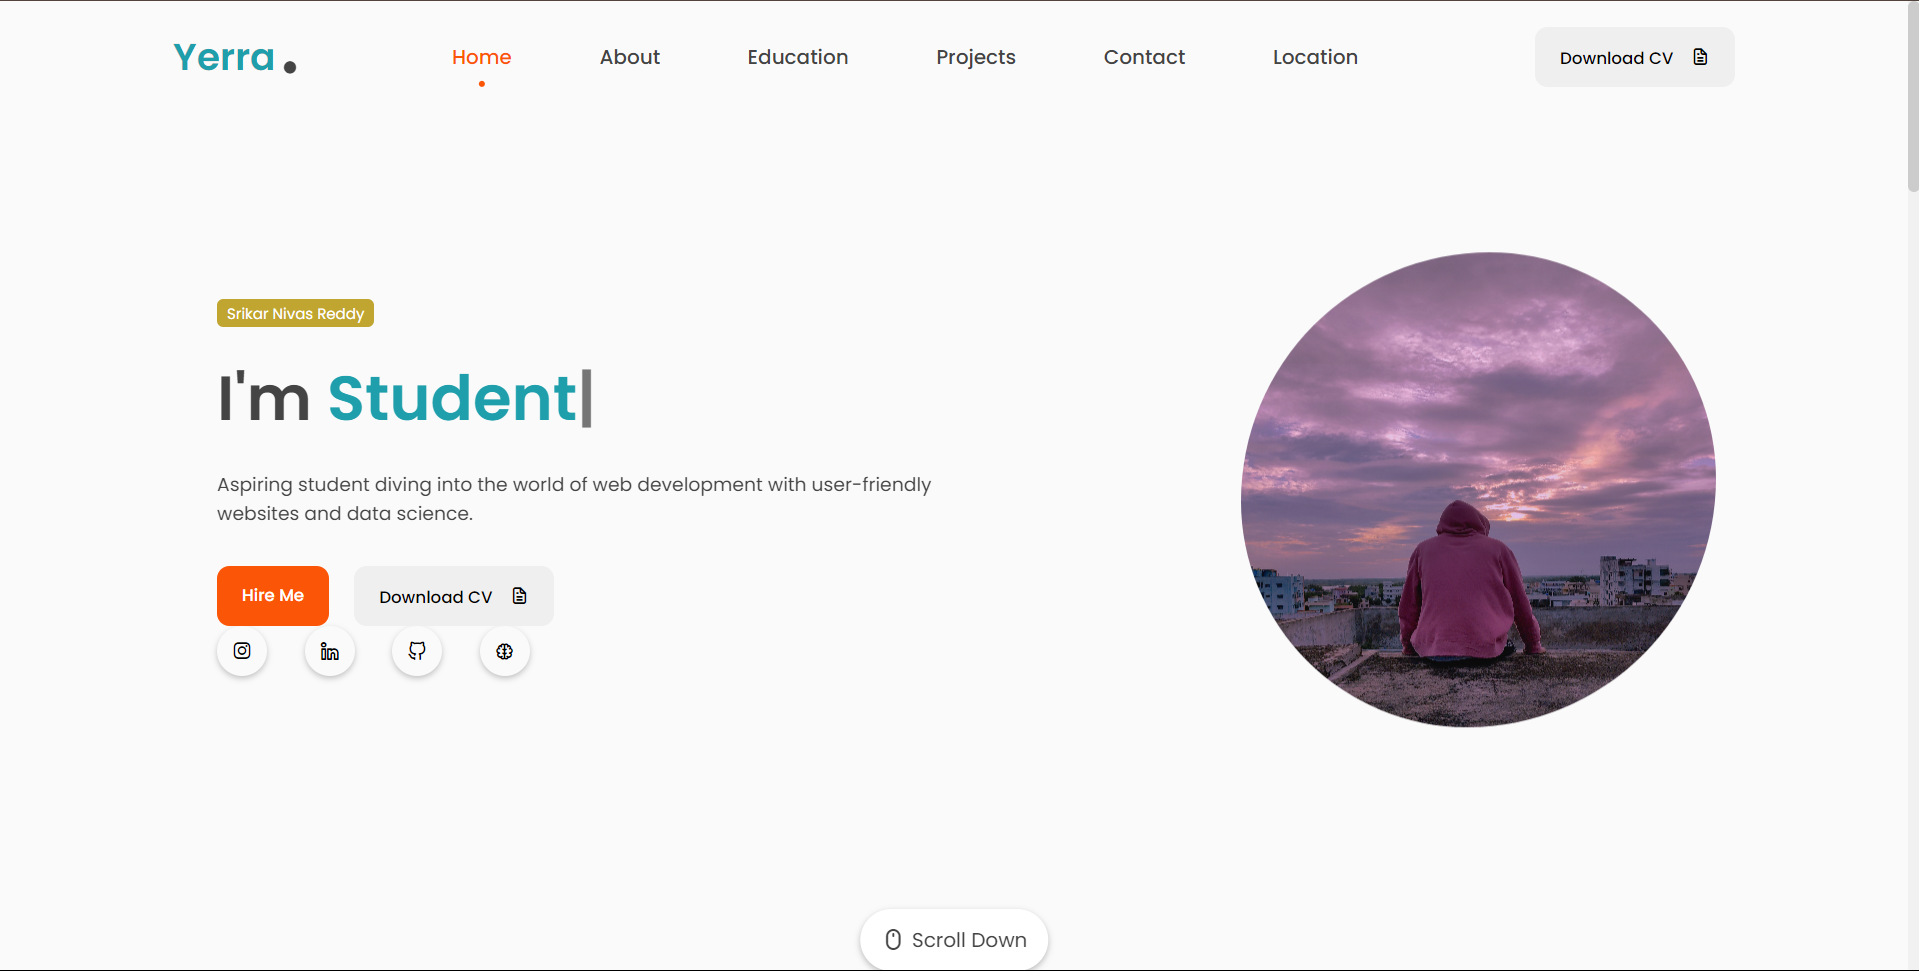 Yerra .
Home
About
Education
Projects
Contact
Location
Download CV
Srikar Nivas Reddy
I'm Student|
Aspiring student diving into the world of web development with user-friendly
websites and data science.
Hire Me
Download CV
Scroll Down